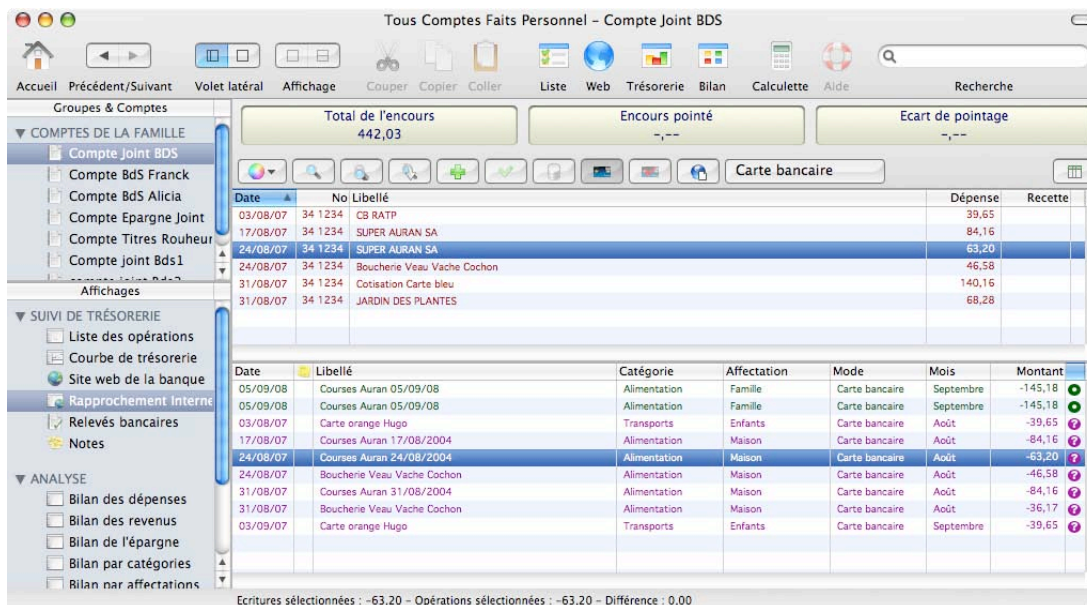 Tous Comptes Faits Personnel – Compte Joint BDS
Accueil Précédent/Suivant Volet latéral Affichage Couper Copier Coller Liste Web Trésorerie Bilan Calculette Aide Recherche
Groupes & Comptes
COMPTES DE LA FAMILLE
Compte Joint BDS
Compte BdS Franck
Compte BdS Alicia
Compte Epargne Joint
Compte Titres Rouheur
Compte joint Bds1
Affichages
SUIVI DE TRÉSORERIE
Liste des opérations
Courbe de trésorerie
Site web de la banque
Rapprochement Interne
Relevés bancaires
Notes
ANALYSE
Bilan des dépenses
Bilan des revenus
Bilan de l'épargne
Bilan par catégories
Bilan par affectations
Total de l'encours Encours pointé Ecart de pointage
442,03 –,–– –,––
Carte bancaire
Date No Libellé Dépense Recette
03/08/07 34 1234 CB RATP 39,65
17/08/07 34 1234 SUPER AURAN SA 84,16
24/08/07 34 1234 SUPER AURAN SA 63,20
24/08/07 34 1234 Boucherie Veau Vache Cochon 46,58
31/08/07 34 1234 Cotisation Carte bleu 140,16
31/08/07 34 1234 JARDIN DES PLANTES 68,28
Date Libellé Catégorie Affectation Mode Mois Montant
05/09/08 Courses Auran 05/09/08 Alimentation Famille Carte bancaire Septembre -145,18
05/09/08 Courses Auran 05/09/08 Alimentation Famille Carte bancaire Septembre -145,18
03/08/07 Carte orange Hugo Transports Enfants Carte bancaire Août -39,65
17/08/07 Courses Auran 17/08/2004 Alimentation Maison Carte bancaire Août -84,16
24/08/07 Courses Auran 24/08/2004 Alimentation Maison Carte bancaire Août -63,20
24/08/07 Boucherie Veau Vache Cochon Alimentation Maison Carte bancaire Août -46,58
31/08/07 Courses Auran 31/08/2004 Alimentation Maison Carte bancaire Août -84,16
31/08/07 Boucherie Veau Vache Cochon Alimentation Maison Carte bancaire Août -36,17
03/09/07 Carte orange Hugo Transports Enfants Carte bancaire Septembre -39,65
Ecritures sélectionnées : -63,20 – Opérations sélectionnées : -63,20 – Différence : 0,00